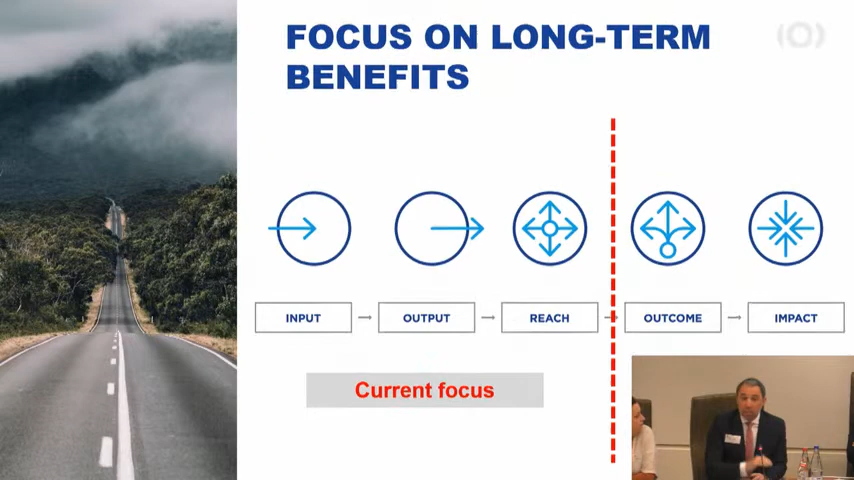 FOCUS ON LONG-TERM
BENEFITS
INPUT
OUTPUT
REACH
OUTCOME
IMPACT
Current focus